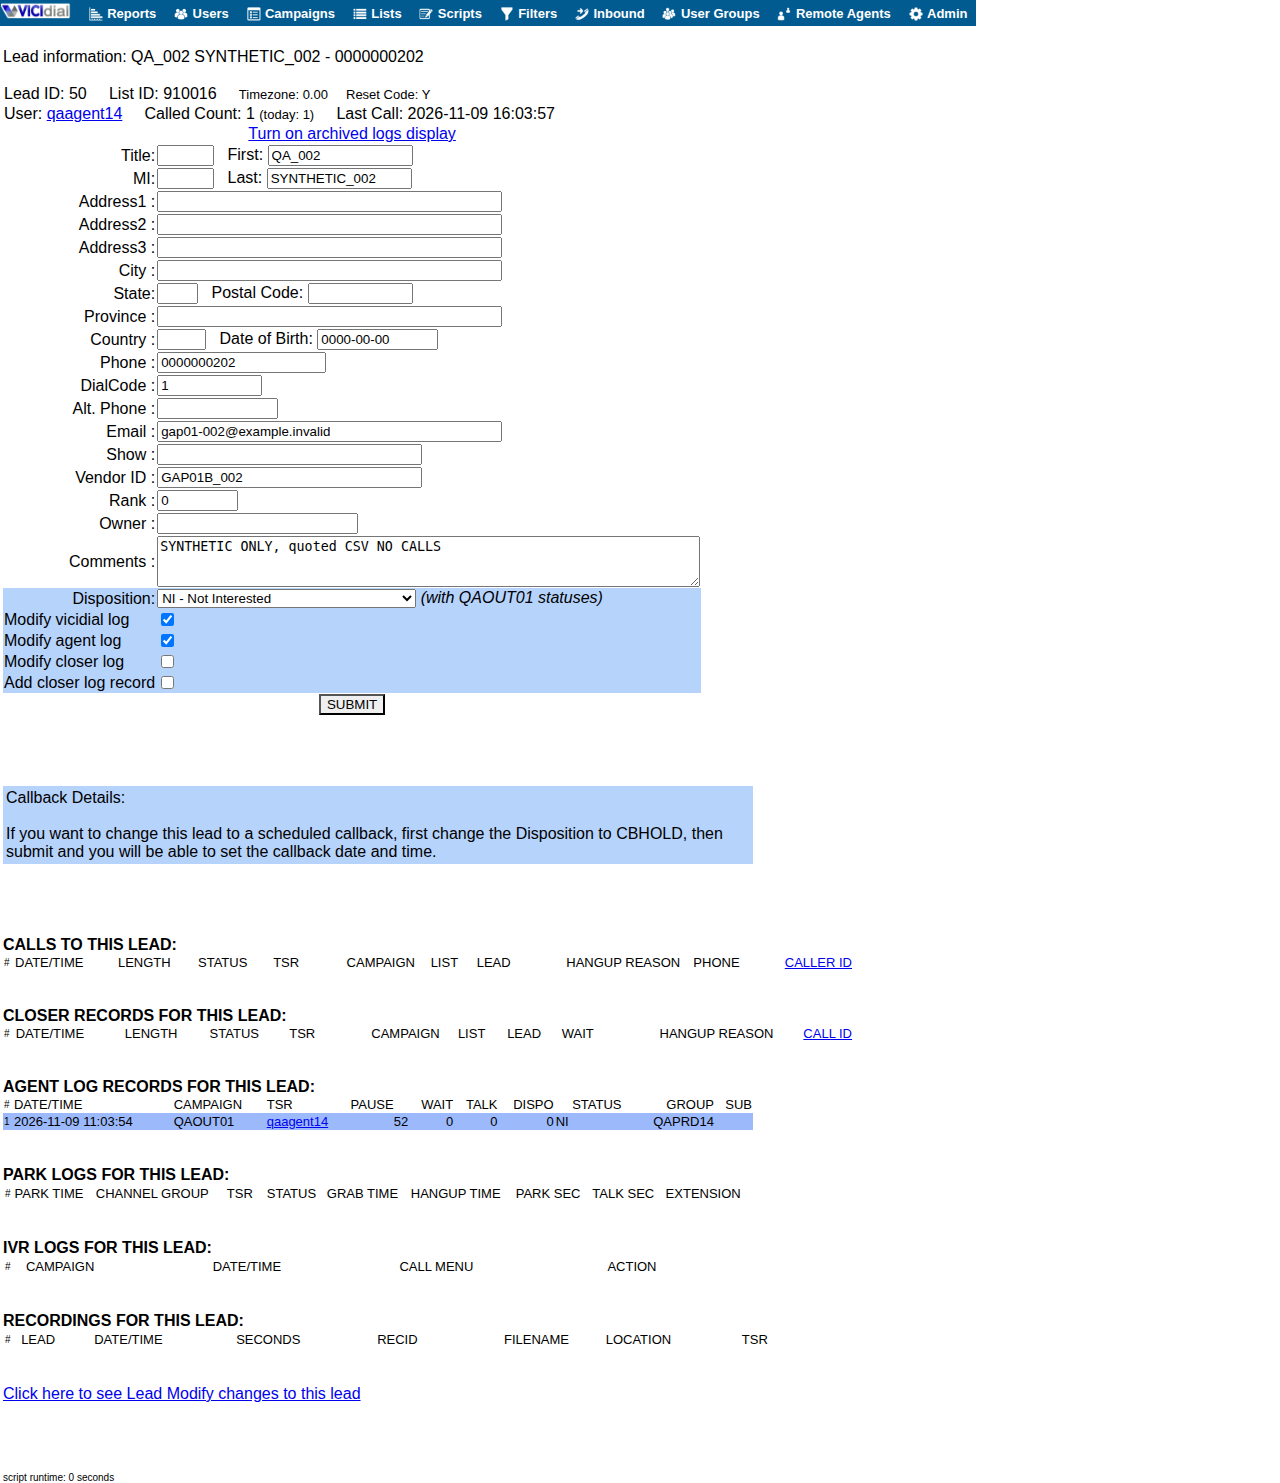 VICIdial Reports Users Campaigns Lists Scripts Filters Inbound User Groups Remote Agents Admin
Lead information: QA_002 SYNTHETIC_002 - 0000000202
Lead ID: 50 List ID: 910016 Timezone: 0.00 Reset Code: Y
User: qaagent14 Called Count: 1 (today: 1) Last Call: 2026-11-09 16:03:57
Turn on archived logs display
Title: First: QA_002
MI: Last: SYNTHETIC_002
Address1 :
Address2 :
Address3 :
City :
State: Postal Code:
Province :
Country : Date of Birth: 0000-00-00
Phone : 0000000202
DialCode : 1
Alt. Phone :
Email : gap01-002@example.invalid
Show :
Vendor ID : GAP01B_002
Rank : 0
Owner :
Comments : SYNTHETIC ONLY, quoted CSV NO CALLS
Disposition: NI - Not Interested (with QAOUT01 statuses)
Modify vicidial log
Modify agent log
Modify closer log
Add closer log record
SUBMIT
Callback Details:
If you want to change this lead to a scheduled callback, first change the Disposition to CBHOLD, then
submit and you will be able to set the callback date and time.
CALLS TO THIS LEAD:
# DATE/TIME LENGTH STATUS TSR CAMPAIGN LIST LEAD HANGUP REASON PHONE CALLER ID
CLOSER RECORDS FOR THIS LEAD:
# DATE/TIME LENGTH STATUS TSR CAMPAIGN LIST LEAD WAIT HANGUP REASON CALL ID
AGENT LOG RECORDS FOR THIS LEAD:
# DATE/TIME CAMPAIGN TSR PAUSE WAIT TALK DISPO STATUS GROUP SUB
1 2026-11-09 11:03:54 QAOUT01 qaagent14 52 0 0 0 NI QAPRD14
PARK LOGS FOR THIS LEAD:
# PARK TIME CHANNEL GROUP TSR STATUS GRAB TIME HANGUP TIME PARK SEC TALK SEC EXTENSION
IVR LOGS FOR THIS LEAD:
# CAMPAIGN DATE/TIME CALL MENU ACTION
RECORDINGS FOR THIS LEAD:
# LEAD DATE/TIME SECONDS RECID FILENAME LOCATION TSR
Click here to see Lead Modify changes to this lead
script runtime: 0 seconds